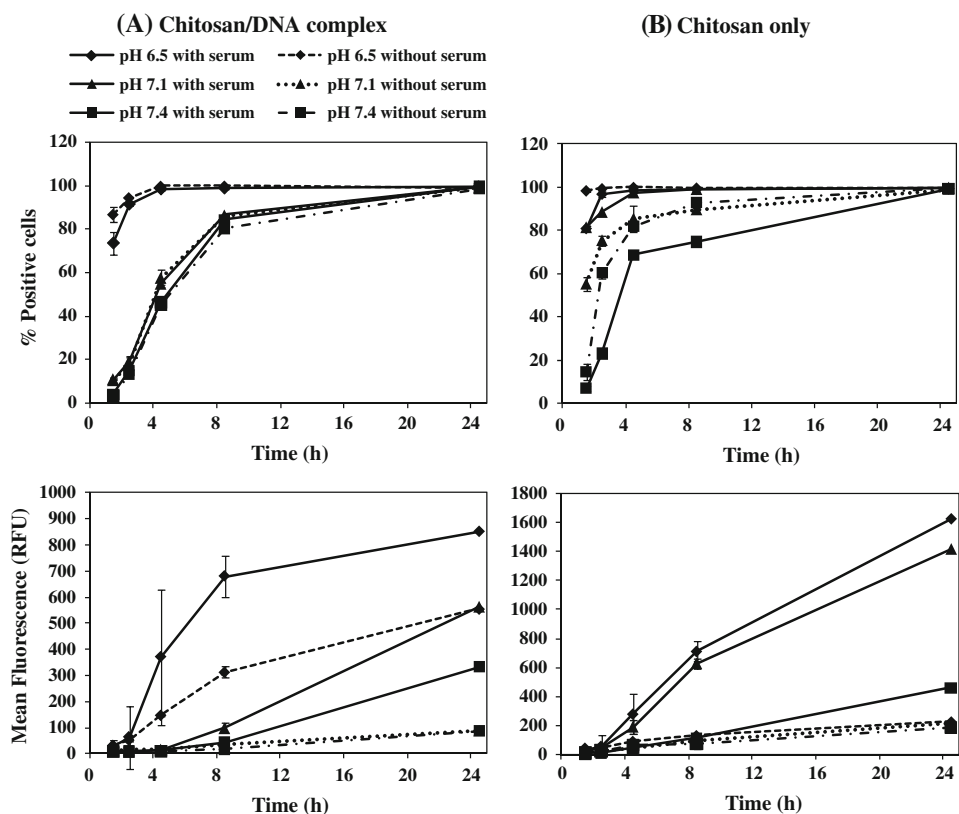 (A) Chitosan/DNA complex
(B) Chitosan only
pH 6.5 with serum
pH 6.5 without serum
pH 7.1 with serum
pH 7.1 without serum
pH 7.4 with serum
pH 7.4 without serum
% Positive cells
120
100
80
60
40
20
0
0 4 8 12 16 20 24
Time (h)
120
100
80
60
40
20
0
0 4 8 12 16 20 24
Time (h)
Mean Fluorescence (RFU)
1000
900
800
700
600
500
400
300
200
100
0
0 4 8 12 16 20 24
Time (h)
1800
1600
1400
1200
1000
800
600
400
200
0
0 4 8 12 16 20 24
Time (h)